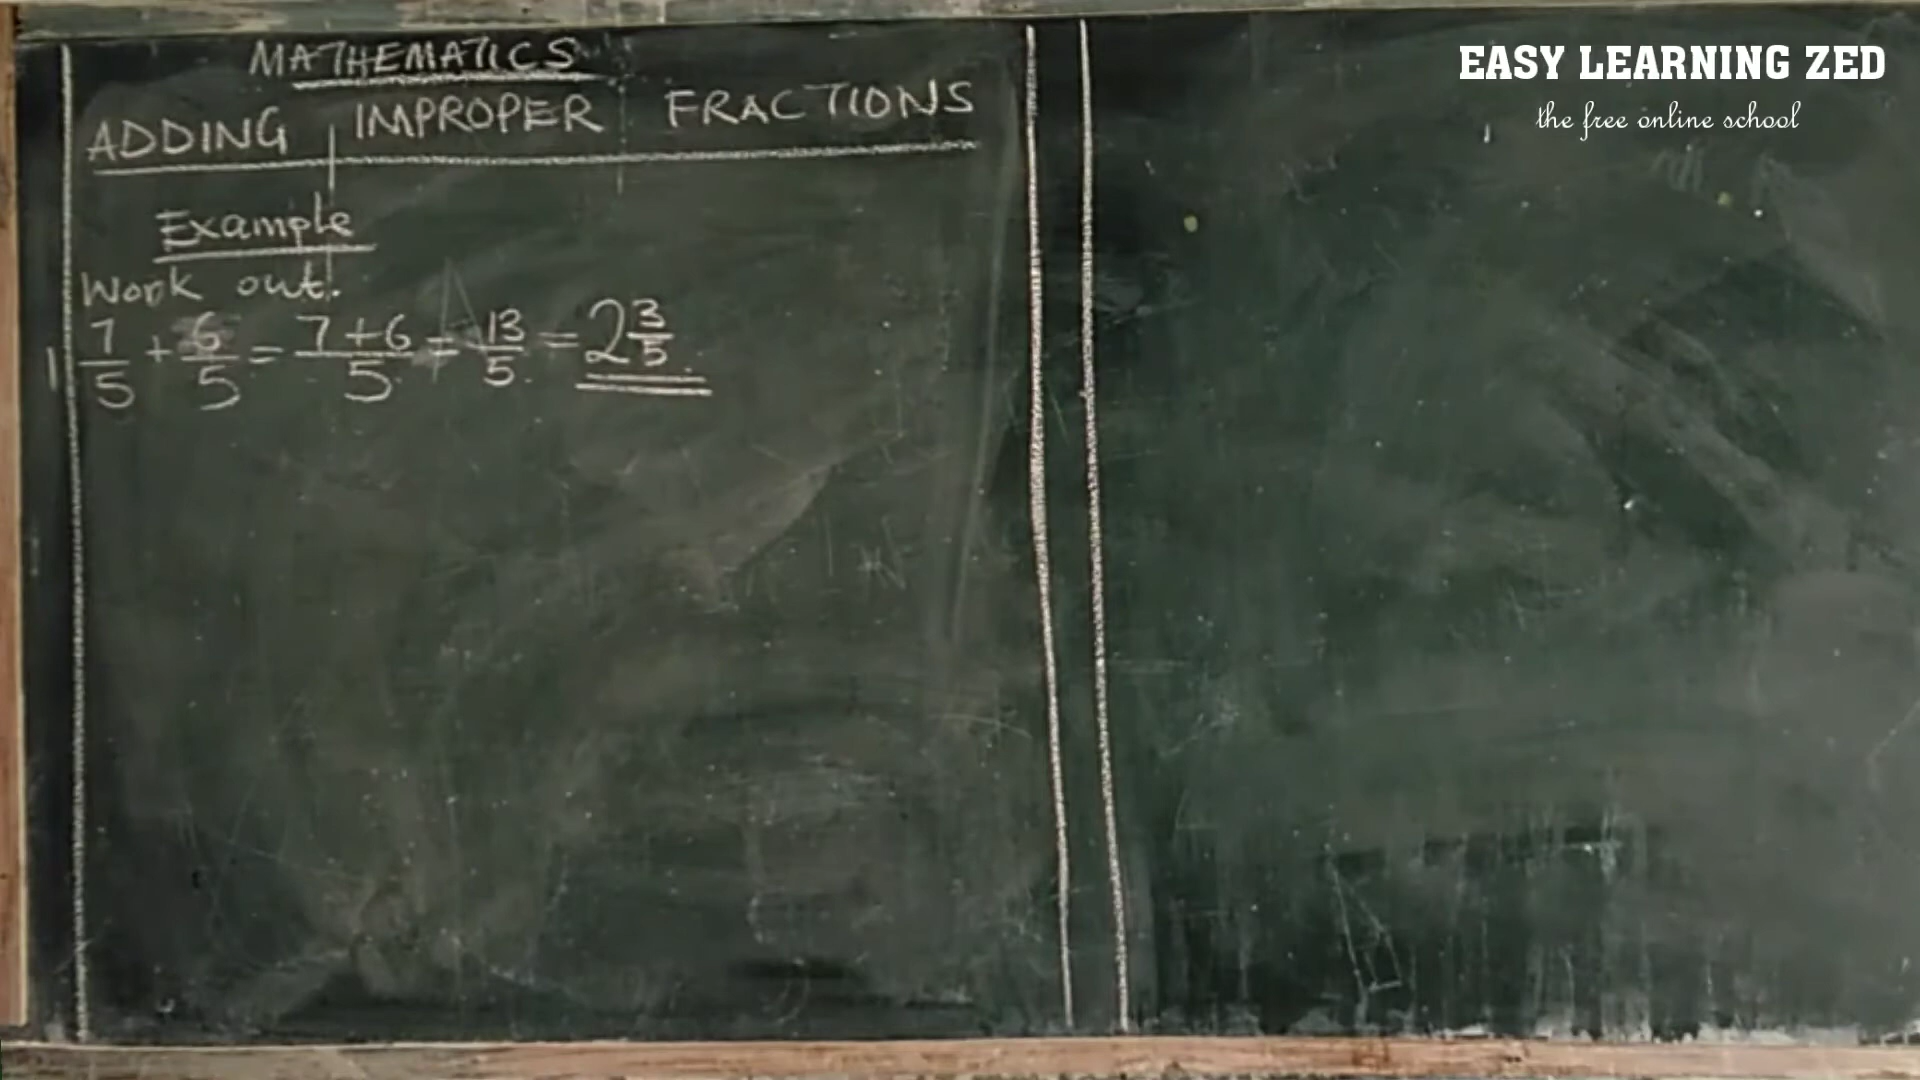 MATHEMATICS
ADDING IMPROPER FRACTIONS
Example
Work out:
1 7/5 + 6/5 = 7+6/5 = 13/5 = 2 3/5
EASY LEARNING ZED
the free online school